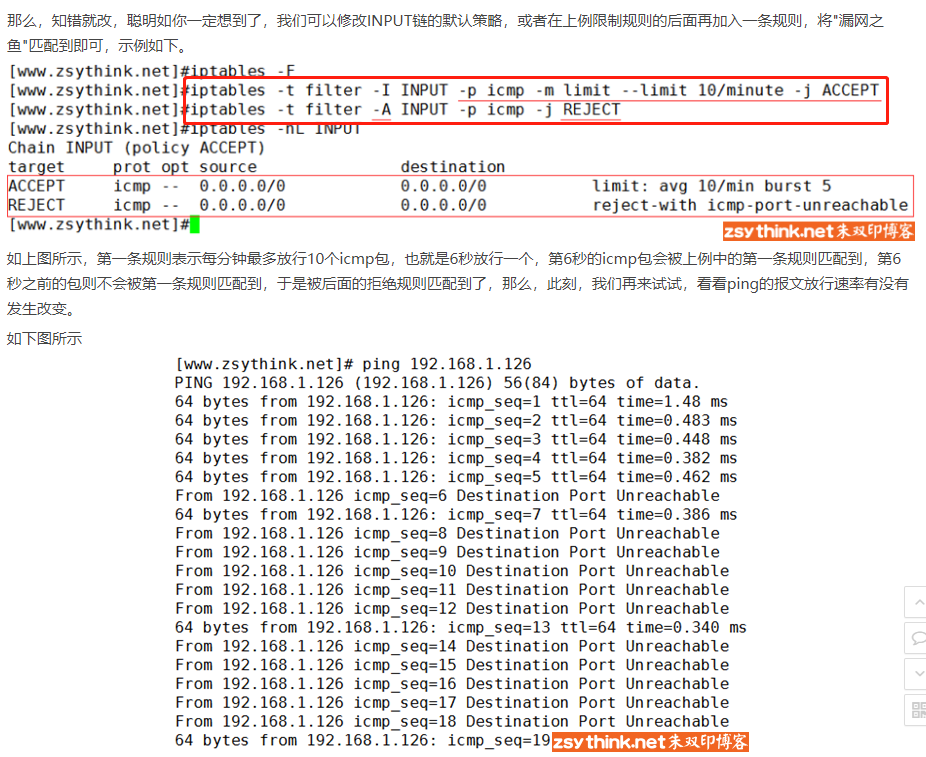 那么，知错就改，聪明如你一定想到了，我们可以修改INPUT链的默认策略，或者在上例限制规则的后面再加入一条规则，将"漏网之
鱼"匹配到即可，示例如下。
[www.zsythink.net]#iptables -F
[www.zsythink.net]#iptables -t filter -I INPUT -p icmp -m limit --limit 10/minute -j ACCEPT
[www.zsythink.net]#iptables -t filter -A INPUT -p icmp -j REJECT
[www.zsythink.net]#iptables -nL INPUT
Chain INPUT (policy ACCEPT)
target     prot opt source               destination
ACCEPT     icmp --  0.0.0.0/0            0.0.0.0/0           limit: avg 10/min burst 5
REJECT     icmp --  0.0.0.0/0            0.0.0.0/0           reject-with icmp-port-unreachable
[www.zsythink.net]#
zsythink.net朱双印博客
如上图所示，第一条规则表示每分钟最多放行10个icmp包，也就是6秒放行一个，第6秒的icmp包会被上例中的第一条规则匹配到，第6
秒之前的包则不会被第一条规则匹配到，于是被后面的拒绝规则匹配到了，那么，此刻，我们再来试试，看看ping的报文放行速率有没有
发生改变。
如下图所示
[www.zsythink.net]# ping 192.168.1.126
PING 192.168.1.126 (192.168.1.126) 56(84) bytes of data.
64 bytes from 192.168.1.126: icmp_seq=1 ttl=64 time=1.48 ms
64 bytes from 192.168.1.126: icmp_seq=2 ttl=64 time=0.483 ms
64 bytes from 192.168.1.126: icmp_seq=3 ttl=64 time=0.448 ms
64 bytes from 192.168.1.126: icmp_seq=4 ttl=64 time=0.382 ms
64 bytes from 192.168.1.126: icmp_seq=5 ttl=64 time=0.462 ms
From 192.168.1.126 icmp_seq=6 Destination Port Unreachable
64 bytes from 192.168.1.126: icmp_seq=7 ttl=64 time=0.386 ms
From 192.168.1.126 icmp_seq=8 Destination Port Unreachable
From 192.168.1.126 icmp_seq=9 Destination Port Unreachable
From 192.168.1.126 icmp_seq=10 Destination Port Unreachable
From 192.168.1.126 icmp_seq=11 Destination Port Unreachable
From 192.168.1.126 icmp_seq=12 Destination Port Unreachable
64 bytes from 192.168.1.126: icmp_seq=13 ttl=64 time=0.340 ms
From 192.168.1.126 icmp_seq=14 Destination Port Unreachable
From 192.168.1.126 icmp_seq=15 Destination Port Unreachable
From 192.168.1.126 icmp_seq=16 Destination Port Unreachable
From 192.168.1.126 icmp_seq=17 Destination Port Unreachable
From 192.168.1.126 icmp_seq=18 Destination Port Unreachable
64 bytes from 192.168.1.126: icmp_seq=19
zsythink.net朱双印博客